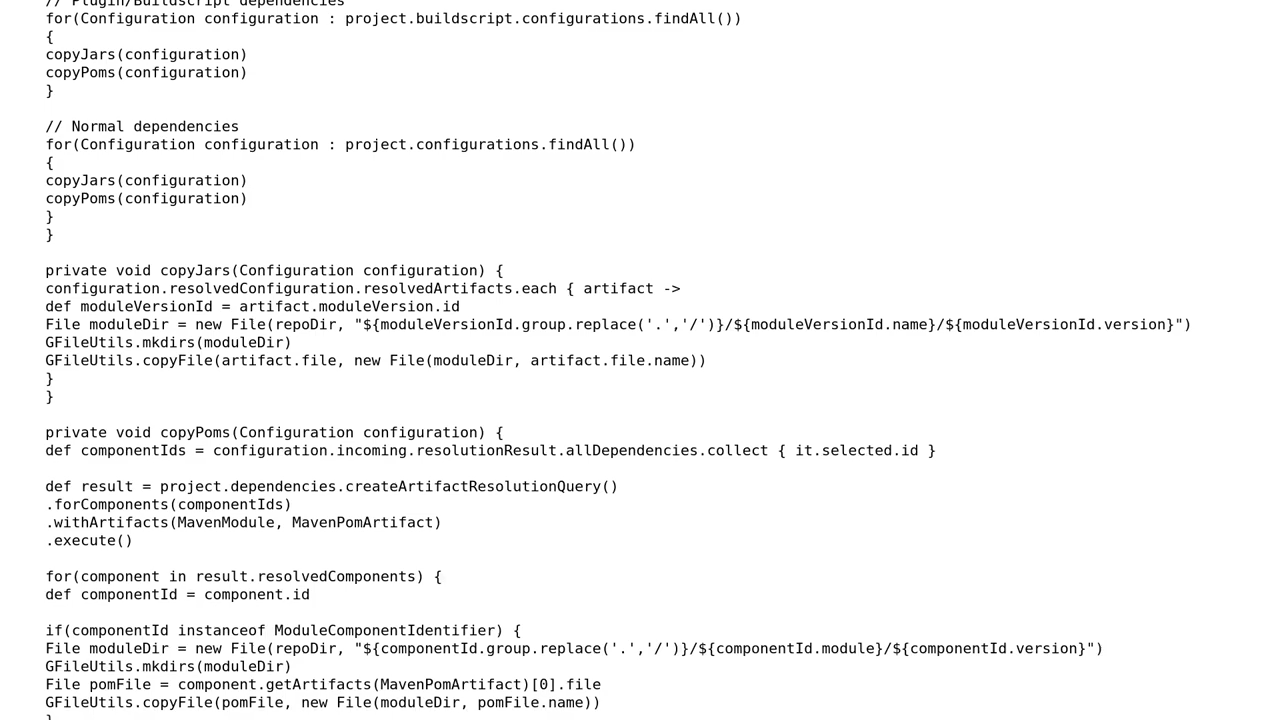 // Plugin/Buildscript dependencies
for(Configuration configuration : project.buildscript.configurations.findAll())
{
copyJars(configuration)
copyPoms(configuration)
}
// Normal dependencies
for(Configuration configuration : project.configurations.findAll())
{
copyJars(configuration)
copyPoms(configuration)
}
}
private void copyJars(Configuration configuration) {
configuration.resolvedConfiguration.resolvedArtifacts.each { artifact ->
def moduleVersionId = artifact.moduleVersion.id
File moduleDir = new File(repoDir, "${moduleVersionId.group.replace('.','/')}/${moduleVersionId.name}/${moduleVersionId.version}")
GFileUtils.mkdirs(moduleDir)
GFileUtils.copyFile(artifact.file, new File(moduleDir, artifact.file.name))
}
}
private void copyPoms(Configuration configuration) {
def componentIds = configuration.incoming.resolutionResult.allDependencies.collect { it.selected.id }
def result = project.dependencies.createArtifactResolutionQuery()
.forComponents(componentIds)
.withArtifacts(MavenModule, MavenPomArtifact)
.execute()
for(component in result.resolvedComponents) {
def componentId = component.id
if(componentId instanceof ModuleComponentIdentifier) {
File moduleDir = new File(repoDir, "${componentId.group.replace('.','/')}/${componentId.module}/${componentId.version}")
GFileUtils.mkdirs(moduleDir)
File pomFile = component.getArtifacts(MavenPomArtifact)[0].file
GFileUtils.copyFile(pomFile, new File(moduleDir, pomFile.name))
}